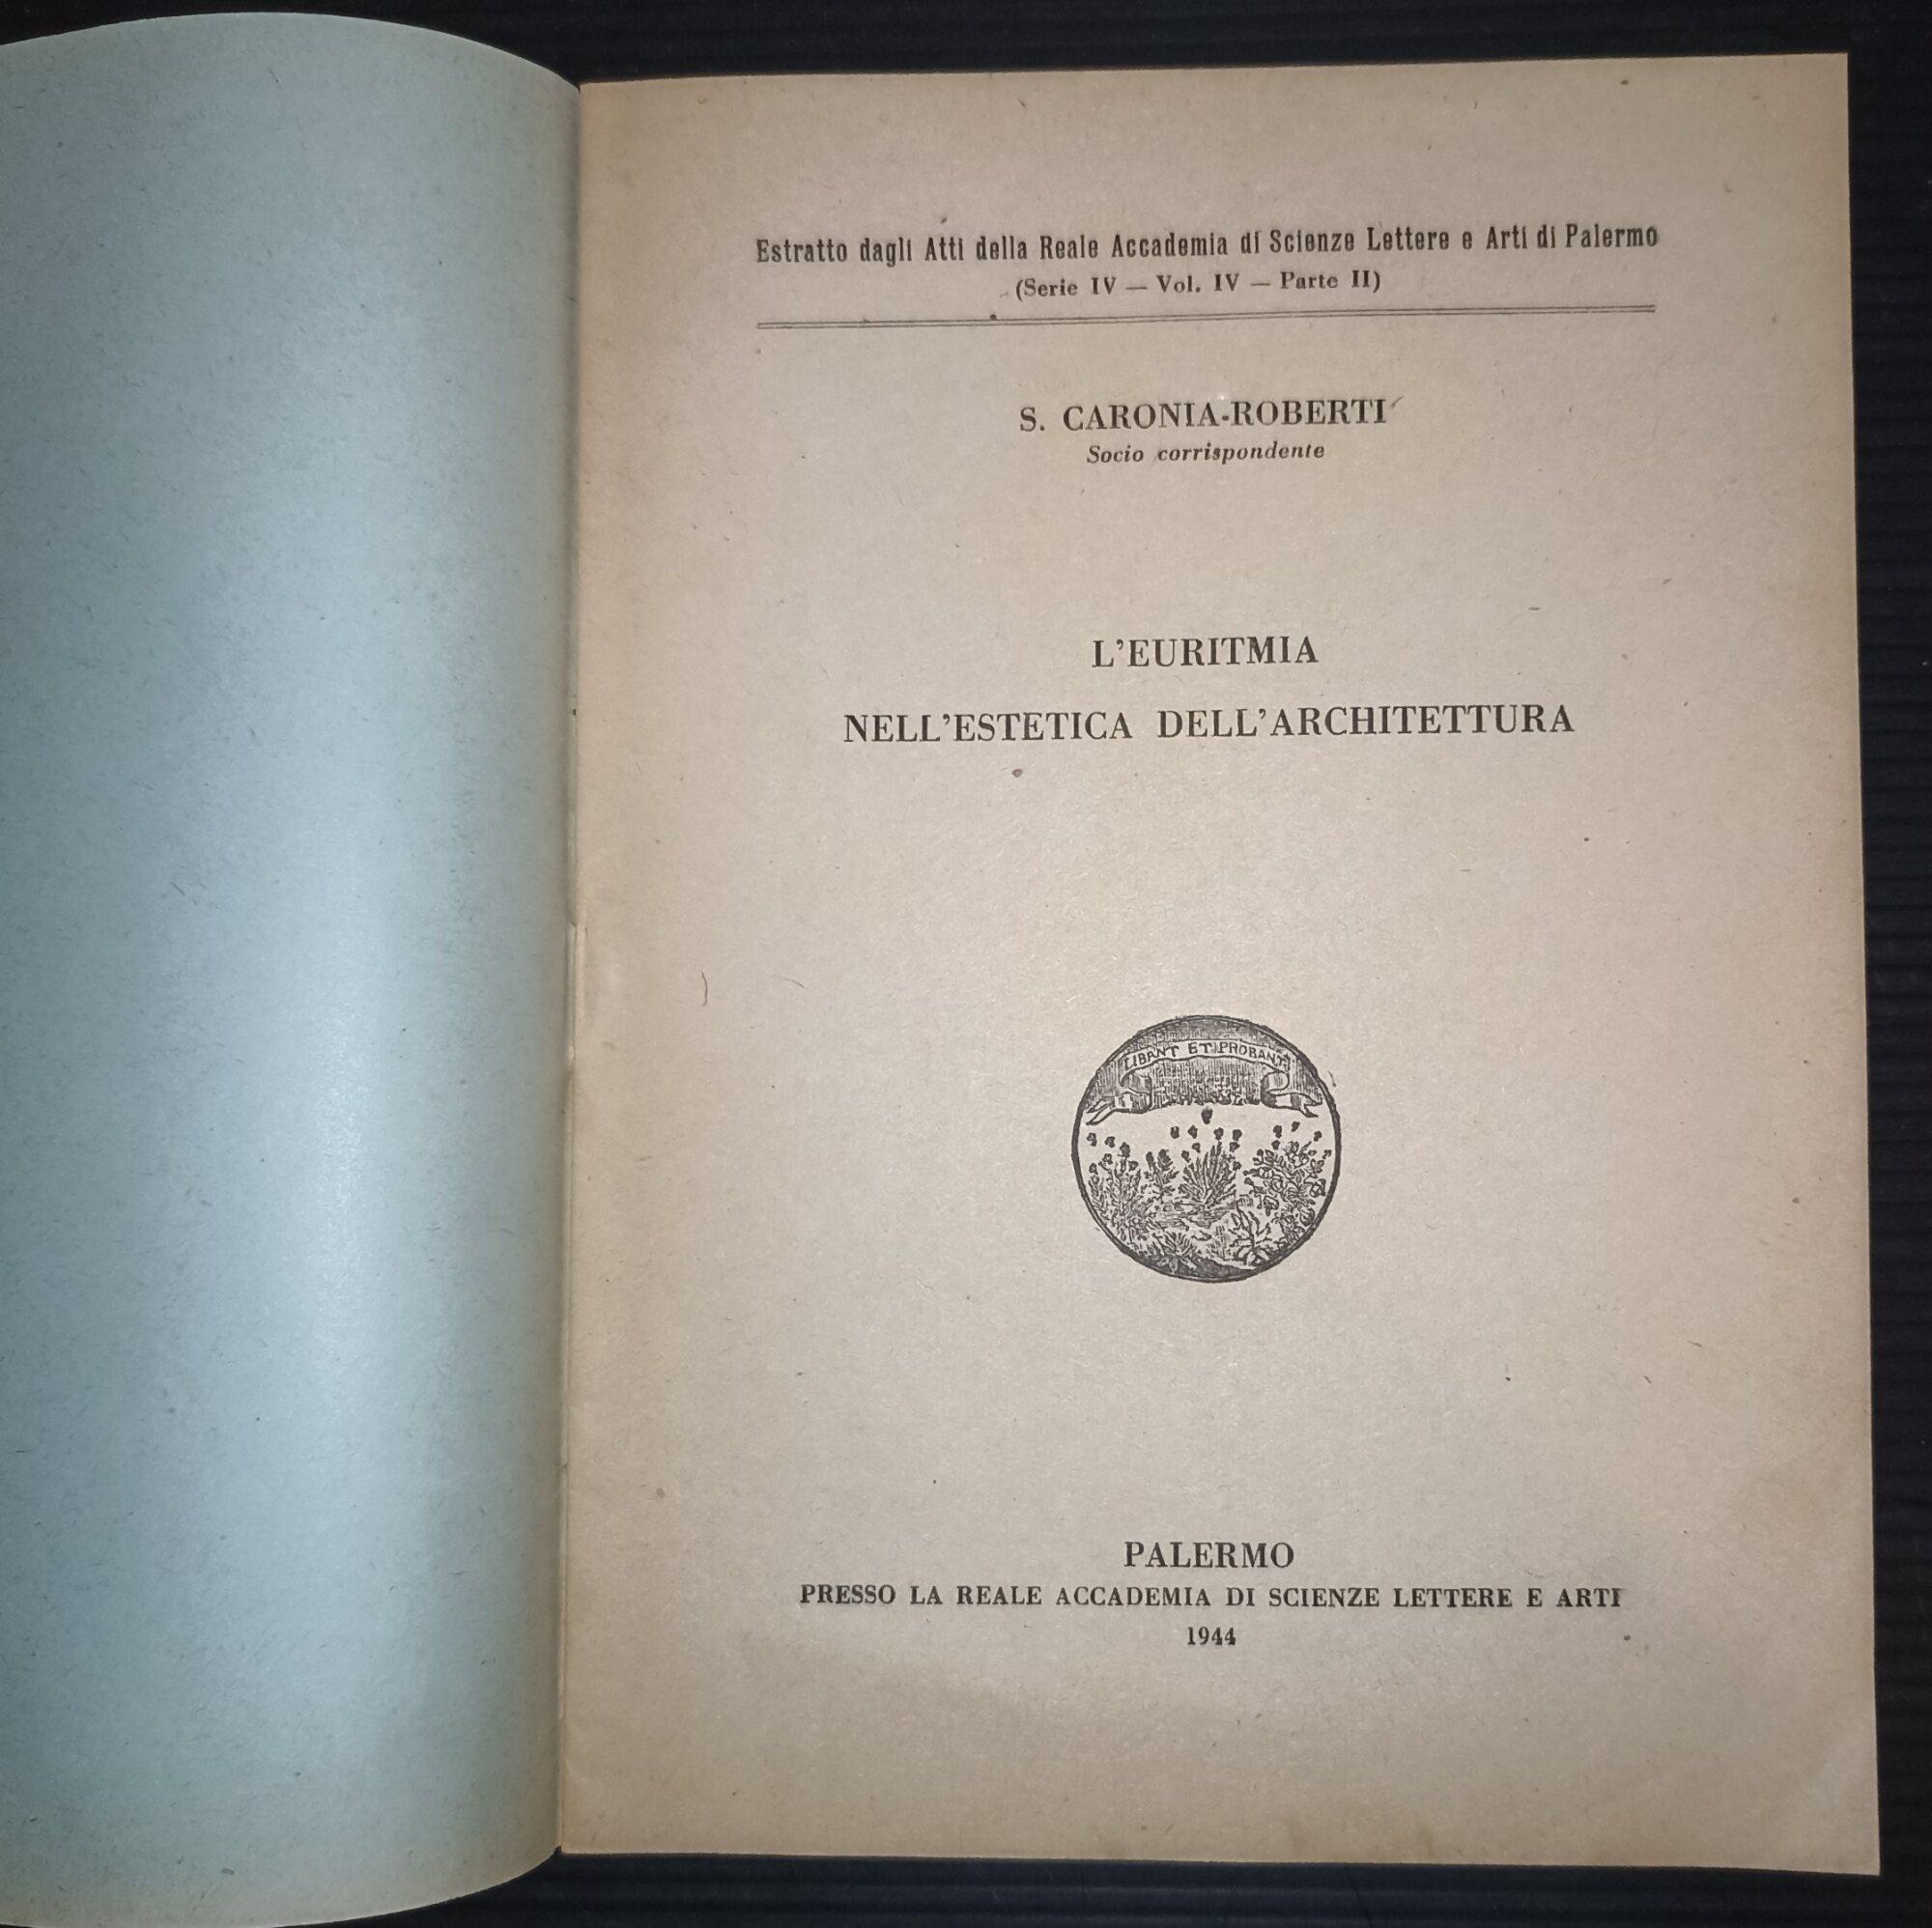 Estratto dagli Atti della Reale Accademia di Scienze Lettere e Arti di Palermo
(Serie IV — Vol. IV — Parte II)
S. CARONIA-ROBERTI
Socio corrispondente
L'EURITMIA
NELL'ESTETICA DELL'ARCHITETTURA
LIBANT ET PROBANT
PALERMO
PRESSO LA REALE ACCADEMIA DI SCIENZE LETTERE E ARTI
1944